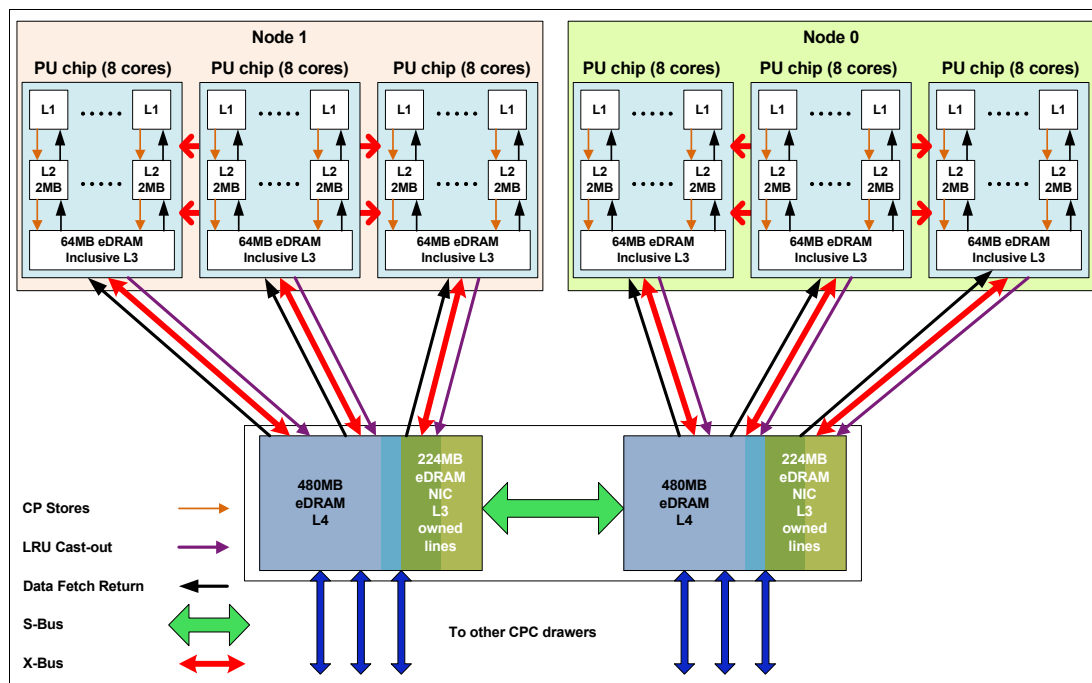 Node 1
Node 0
PU chip (8 cores)
PU chip (8 cores)
PU chip (8 cores)
PU chip (8 cores)
PU chip (8 cores)
PU chip (8 cores)
L1
L1
L1
L1
L1
L1
L1
L1
L1
L1
L1
L1
L2
2MB
L2
2MB
L2
2MB
L2
2MB
L2
2MB
L2
2MB
L2
2MB
L2
2MB
L2
2MB
L2
2MB
L2
2MB
L2
2MB
64MB eDRAM
Inclusive L3
64MB eDRAM
Inclusive L3
64MB eDRAM
Inclusive L3
64MB eDRAM
Inclusive L3
64MB eDRAM
Inclusive L3
64MB eDRAM
Inclusive L3
480MB
eDRAM
L4
224MB
eDRAM
NIC
L3
owned
lines
480MB
eDRAM
L4
224MB
eDRAM
NIC
L3
owned
lines
CP Stores
LRU Cast-out
Data Fetch Return
S-Bus
X-Bus
To other CPC drawers